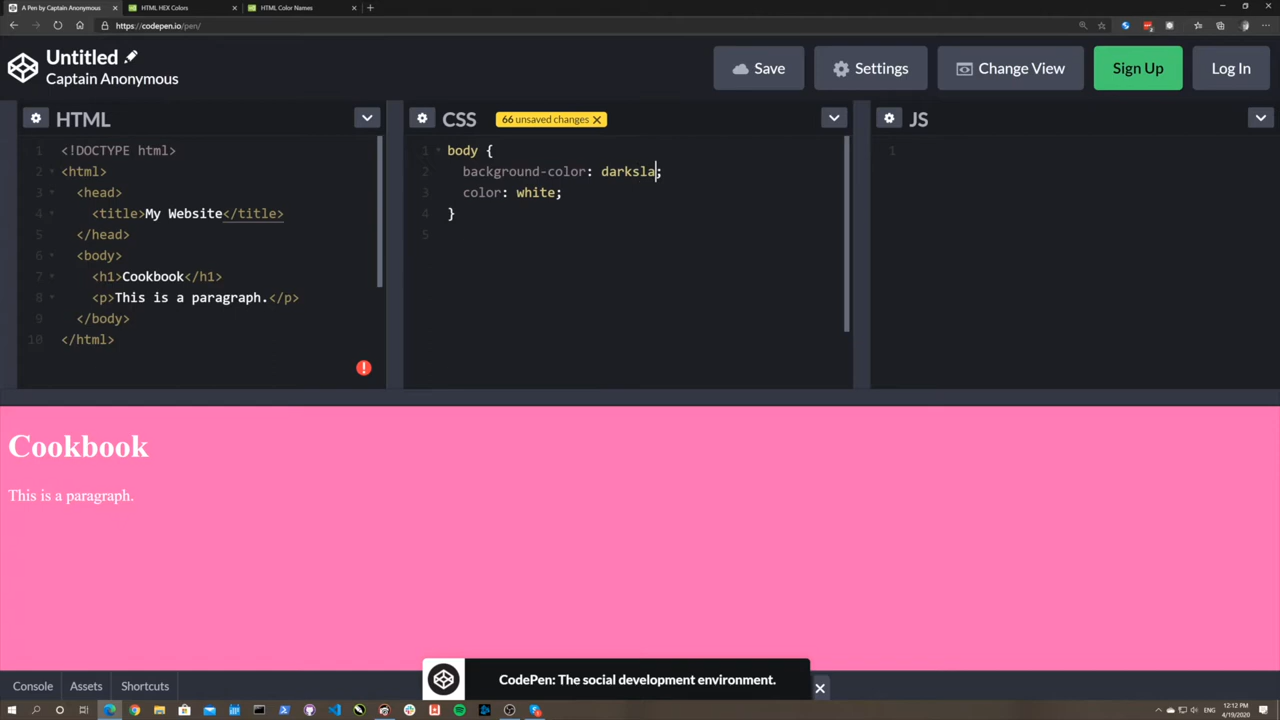 A Pen by Captain Anonymous
HTML HEX Colors
HTML Color Names
https://codepen.io/pen/
Untitled
Captain Anonymous
Save
Settings
Change View
Sign Up
Log In
HTML
1 <!DOCTYPE html>
2 <html>
3 <head>
4 <title>My Website</title>
5 </head>
6 <body>
7 <h1>Cookbook</h1>
8 <p>This is a paragraph.</p>
9 </body>
10 </html>
CSS
66 unsaved changes
1 body {
2 background-color: darksla;
3 color: white;
4 }
5
JS
1
Cookbook
This is a paragraph.
CodePen: The social development environment.
Console
Assets
Shortcuts
ENG
12:12 PM
4/19/2020